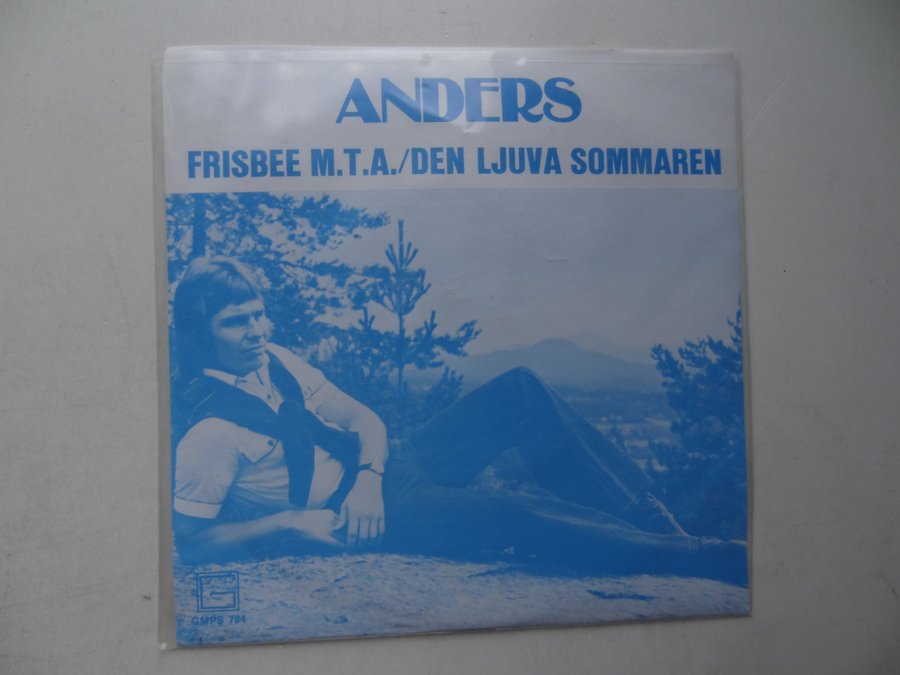 ANDERS
FRISBEE M.T.A./DEN LJUVA SOMMAREN
GMPS 784